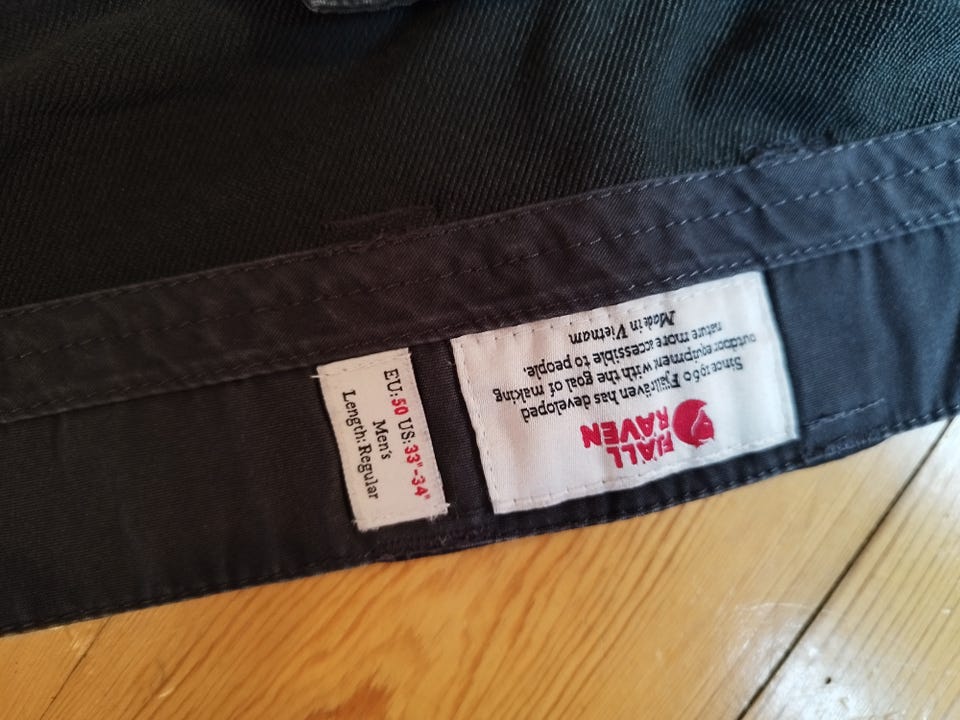 EU:50 US:33"-34"
Men's
Length: Regular
FJÄLL
RÄVEN
Since 1960 Fjällräven has developed
outdoor equipment with the goal of making
nature more accessible to people.
Made in Vietnam